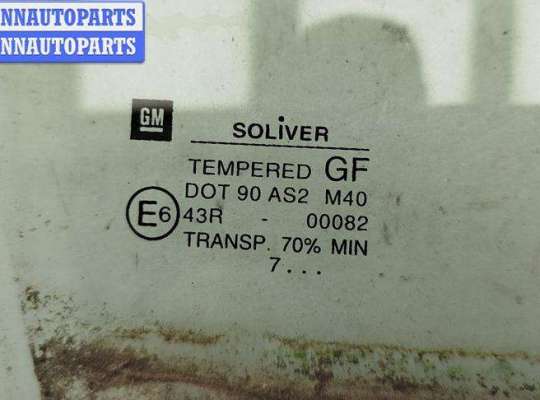 NNAUTOPARTS
NNAUTOPARTS
GM
SOLiVER
TEMPERED GF
DOT 90 AS2 M40
E6 43R - 00082
TRANSP. 70% MIN
7...